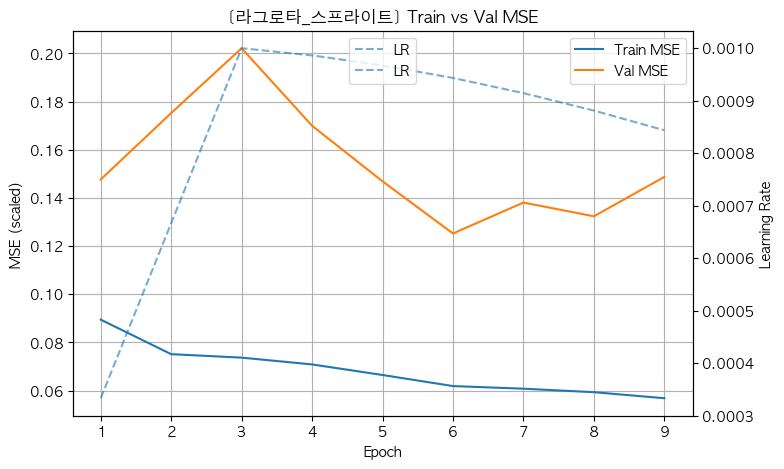 [라그로타_스프라이트] Train vs Val MSE
LR
LR
Train MSE
Val MSE
MSE (scaled)
0.20
0.18
0.16
0.14
0.12
0.10
0.08
0.06
0.0010
0.0009
0.0008
0.0007
0.0006
0.0005
0.0004
0.0003
Learning Rate
1 2 3 4 5 6 7 8 9
Epoch